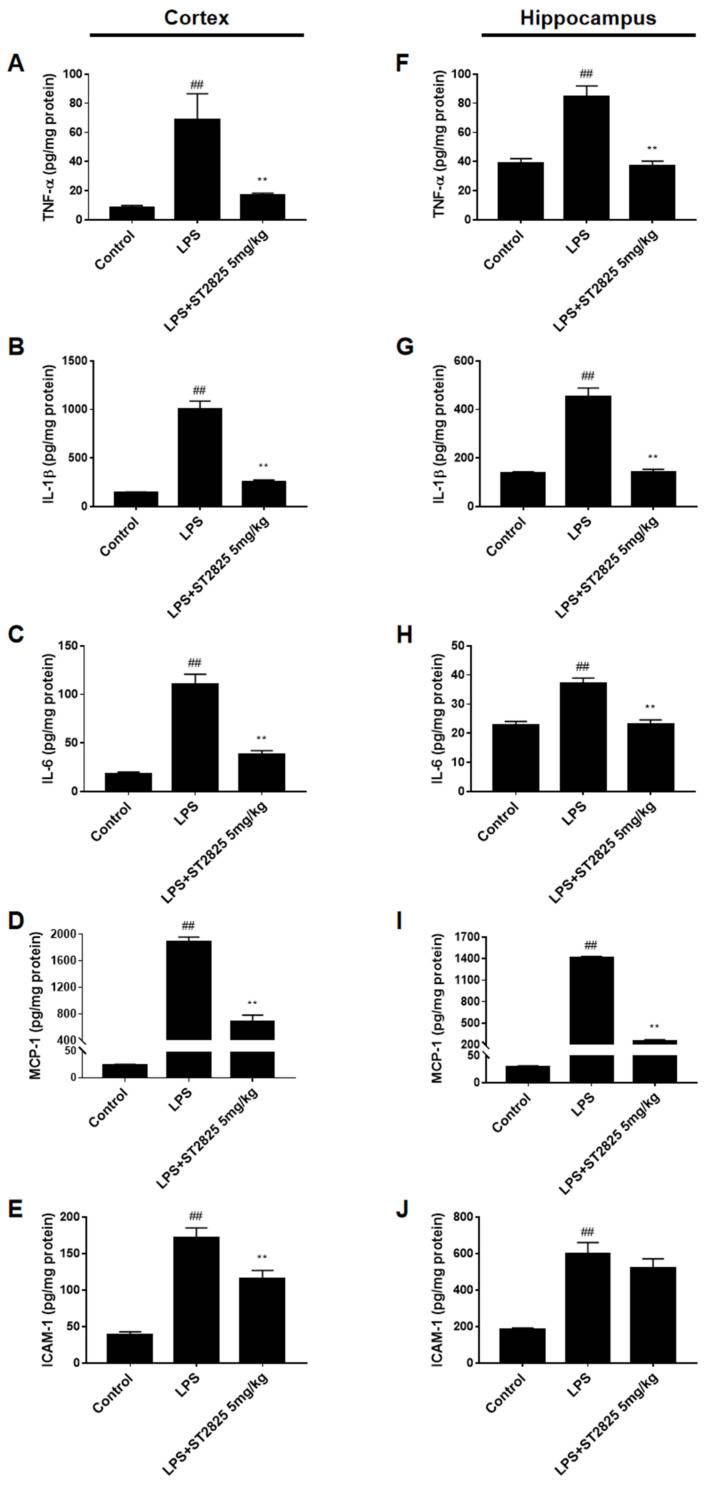 Cortex
Hippocampus
A
TNF-α (pg/mg protein)
100
80
60
40
20
0
##
**
Control
LPS
LPS+ST2825 5mg/kg
F
TNF-α (pg/mg protein)
100
80
60
40
20
0
##
**
Control
LPS
LPS+ST2825 5mg/kg
B
IL-1β (pg/mg protein)
1500
1000
500
0
##
**
Control
LPS
LPS+ST2825 5mg/kg
G
IL-1β (pg/mg protein)
600
400
200
0
##
**
Control
LPS
LPS+ST2825 5mg/kg
C
IL-6 (pg/mg protein)
150
100
50
0
##
**
Control
LPS
LPS+ST2825 5mg/kg
H
IL-6 (pg/mg protein)
50
40
30
20
10
0
##
**
Control
LPS
LPS+ST2825 5mg/kg
D
MCP-1 (pg/mg protein)
2000
1600
1200
800
400
50
0
##
**
Control
LPS
LPS+ST2825 5mg/kg
I
MCP-1 (pg/mg protein)
1700
1400
1100
800
500
200
50
0
##
**
Control
LPS
LPS+ST2825 5mg/kg
E
ICAM-1 (pg/mg protein)
200
150
100
50
0
##
**
Control
LPS
LPS+ST2825 5mg/kg
J
ICAM-1 (pg/mg protein)
800
600
400
200
0
##
Control
LPS
LPS+ST2825 5mg/kg